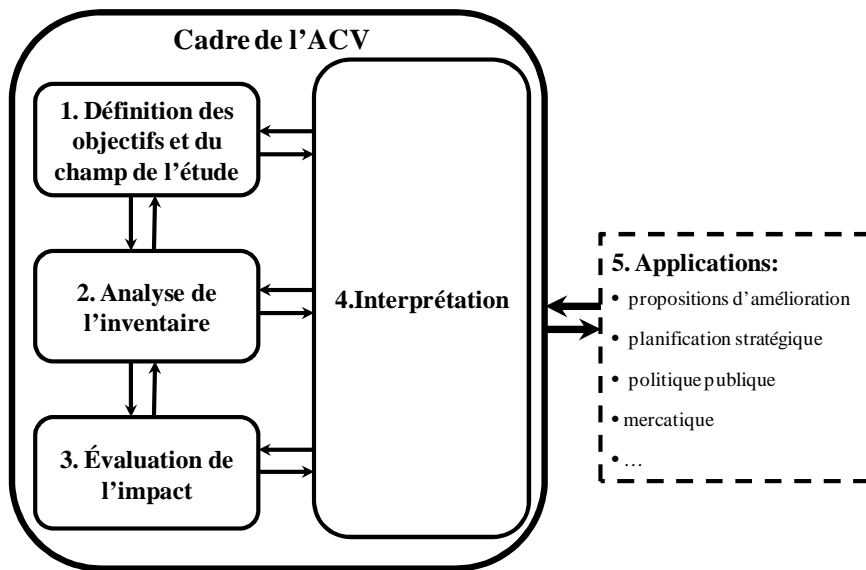 Cadre de l’ACV
1. Définition des
objectifs et du
champ de l’étude
2. Analyse de
l’inventaire
3. Évaluation de
l’impact
4.Interprétation
5. Applications:
• propositions d’amélioration
• planification stratégique
• politique publique
• mercatique
• …